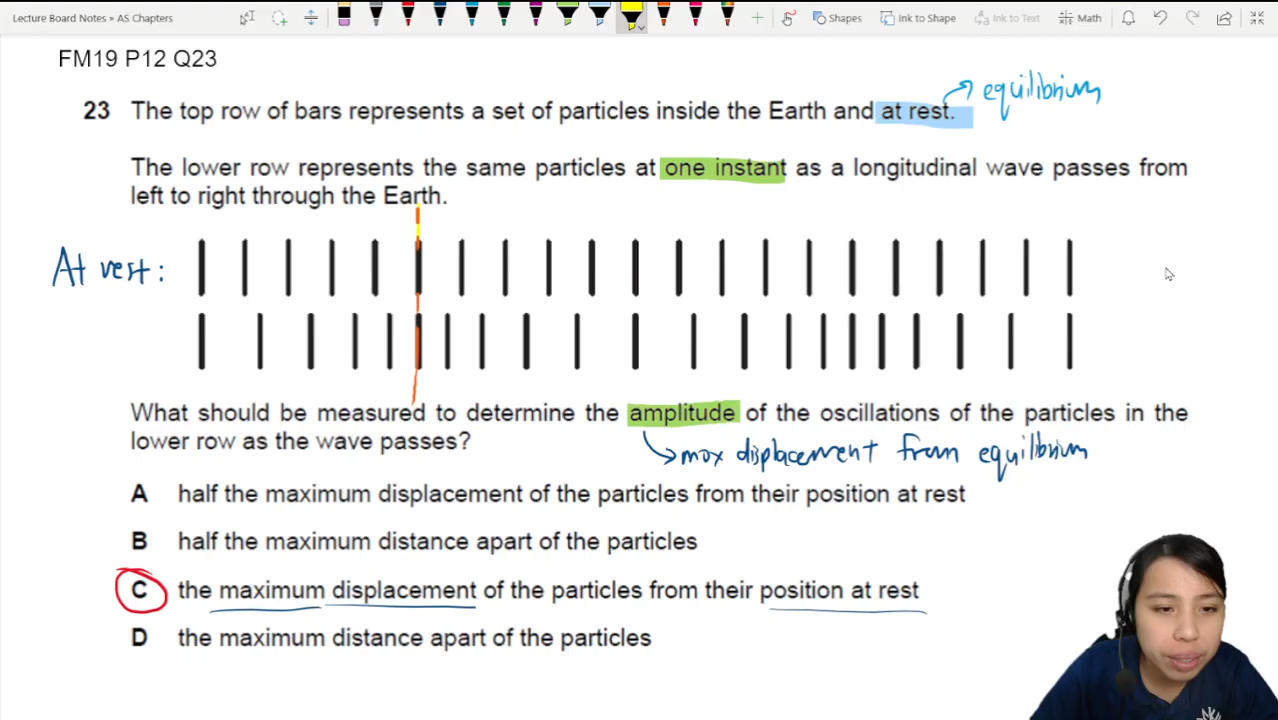 Lecture Board Notes » AS Chapters
Shapes
Ink to Shape
Ink to Text
Math
FM19 P12 Q23
equilibrium
23 The top row of bars represents a set of particles inside the Earth and at rest.
The lower row represents the same particles at one instant as a longitudinal wave passes from
left to right through the Earth.
At rest:
What should be measured to determine the amplitude of the oscillations of the particles in the
lower row as the wave passes?
max displacement from equilibrium
A half the maximum displacement of the particles from their position at rest
B half the maximum distance apart of the particles
C the maximum displacement of the particles from their position at rest
D the maximum distance apart of the particles